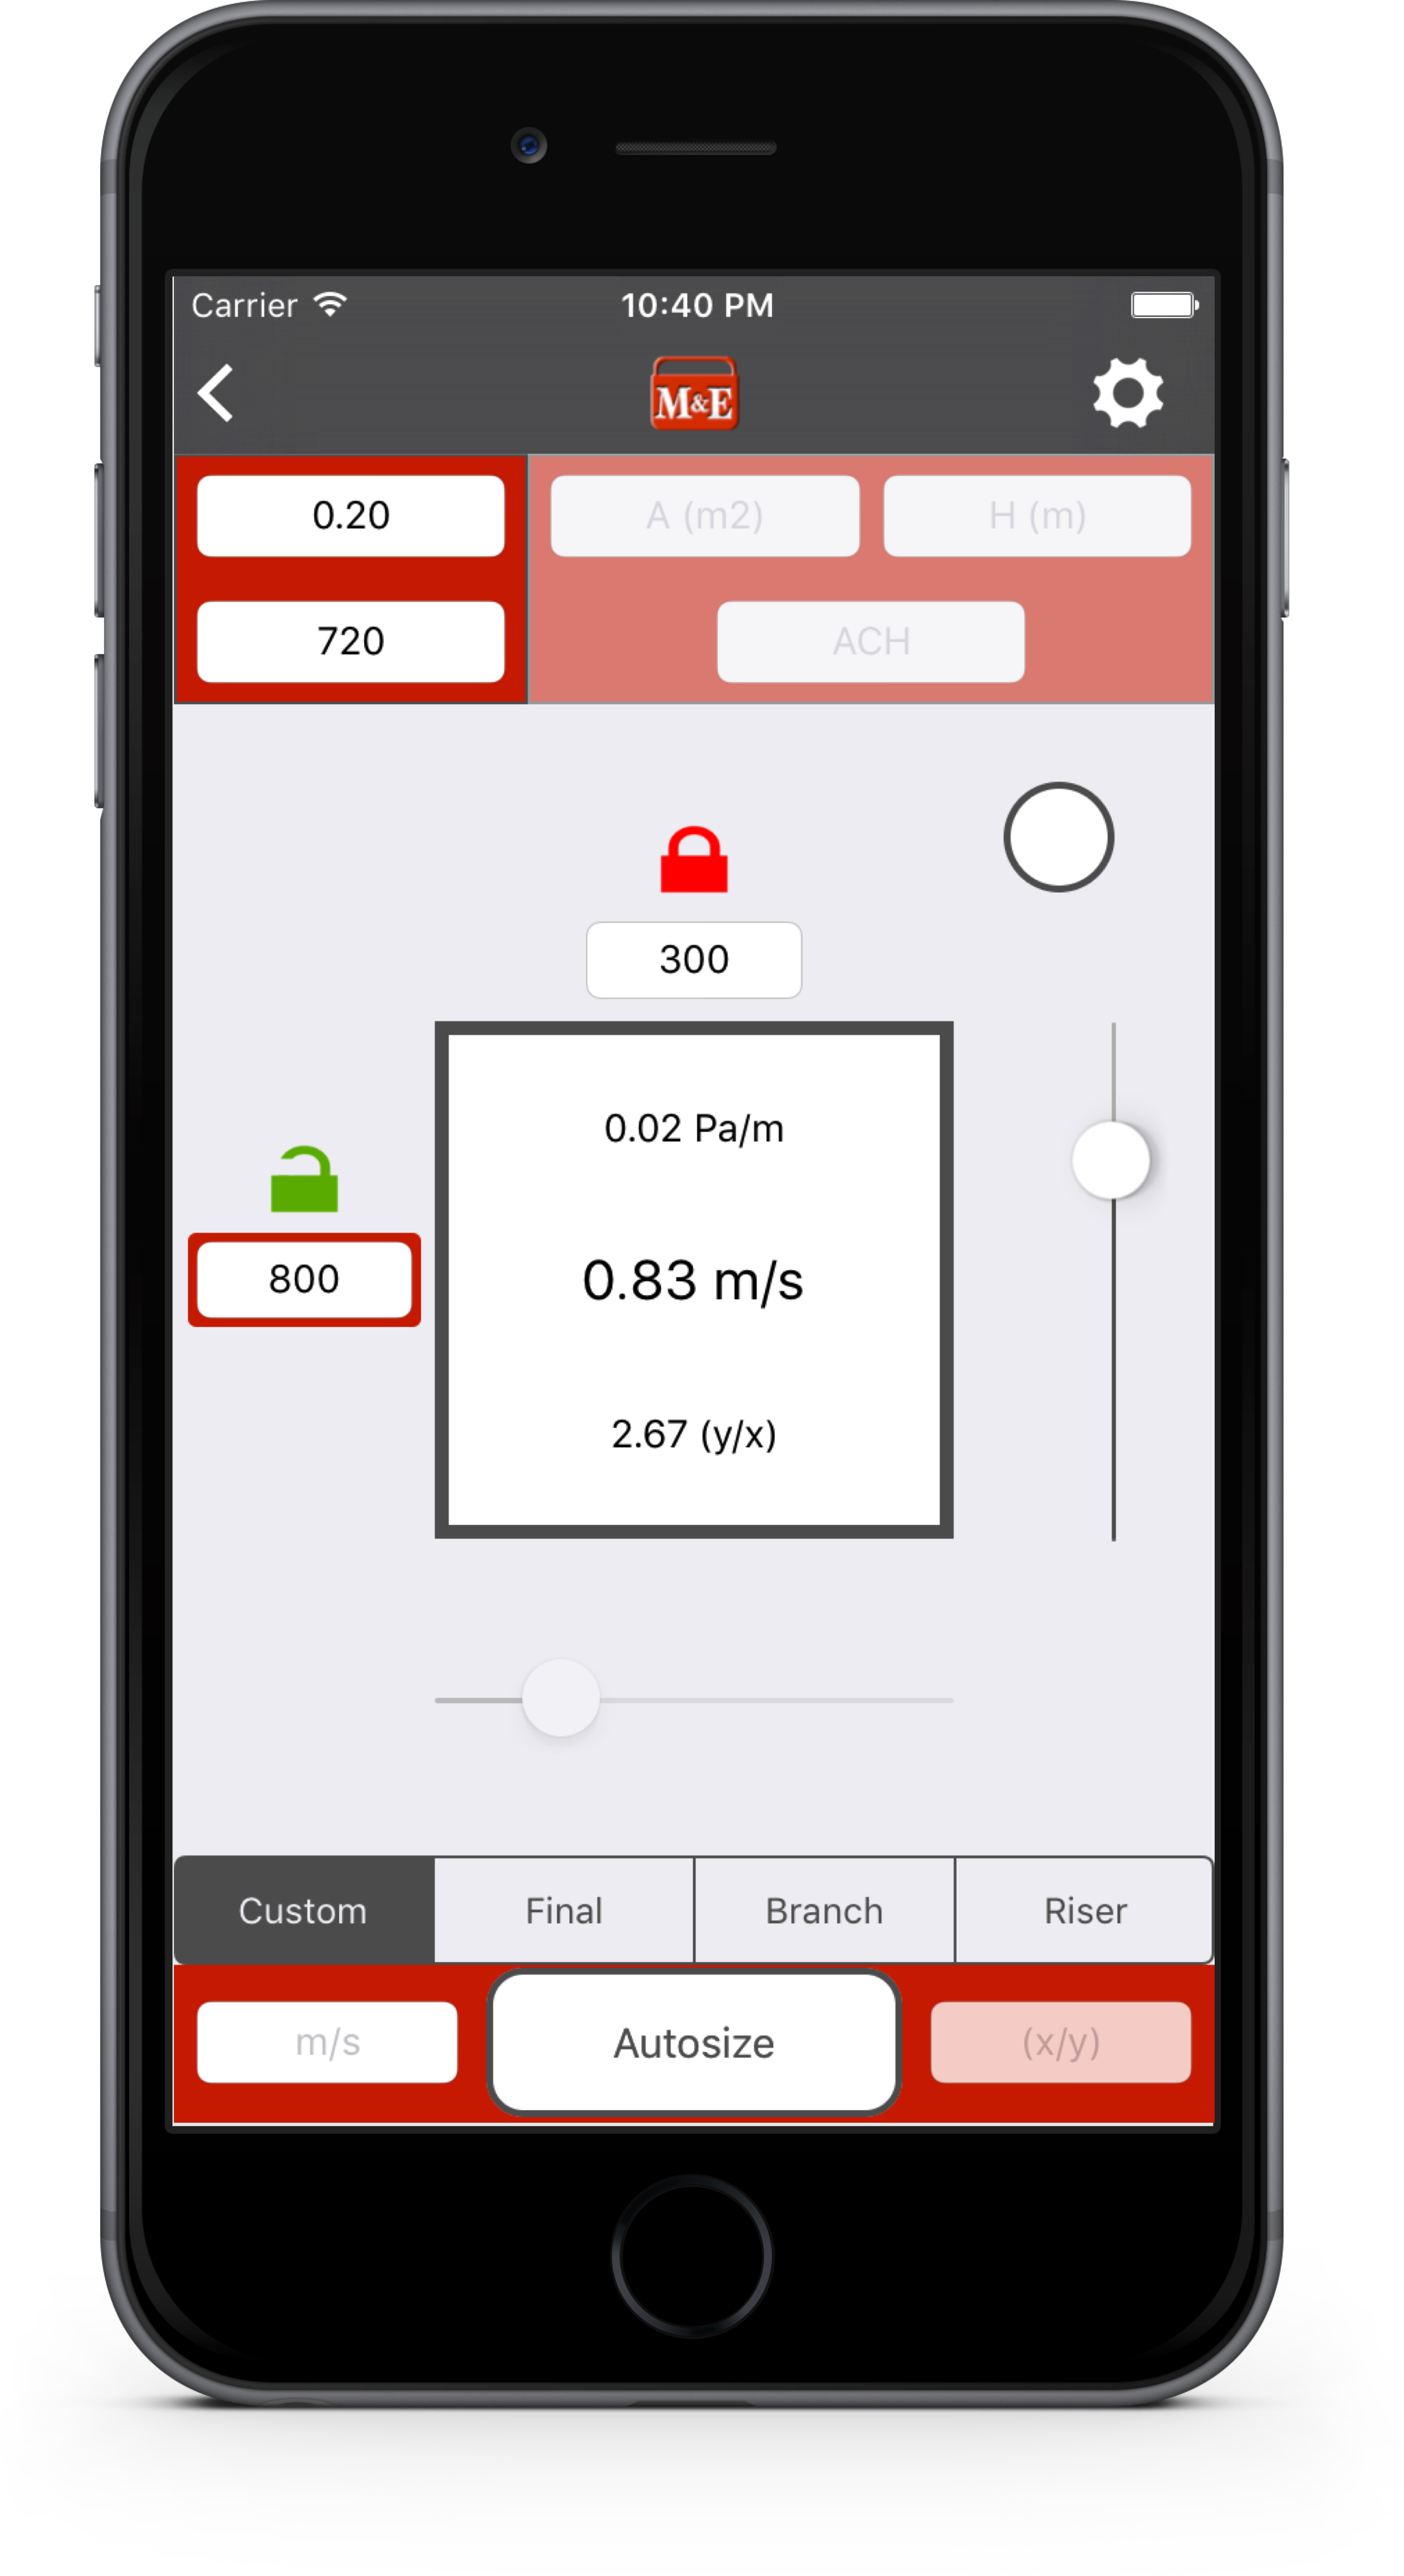 Carrier 10:40 PM
M&E
0.20 A (m2) H (m)
720 ACH
300
0.02 Pa/m
800 0.83 m/s
2.67 (y/x)
Custom Final Branch Riser
m/s Autosize (x/y)